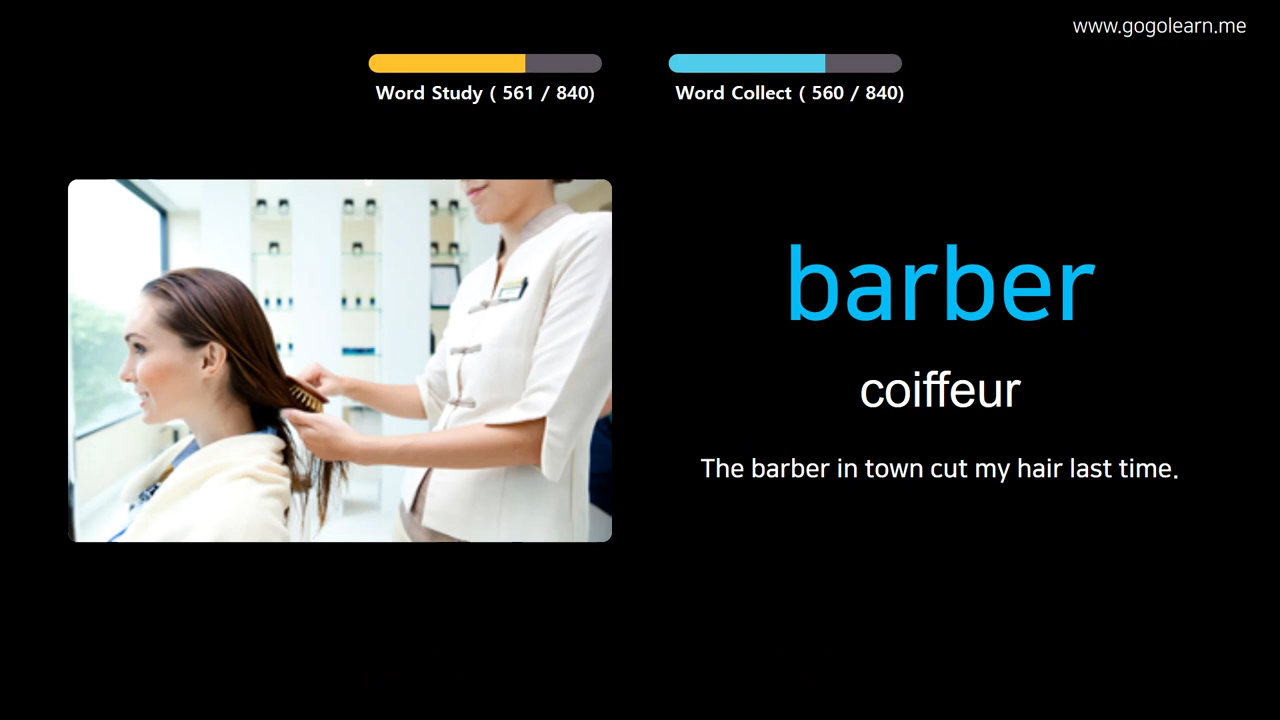 www.gogolearn.me
Word Study ( 561 / 840)
Word Collect ( 560 / 840)
barber
coiffeur
The barber in town cut my hair last time.